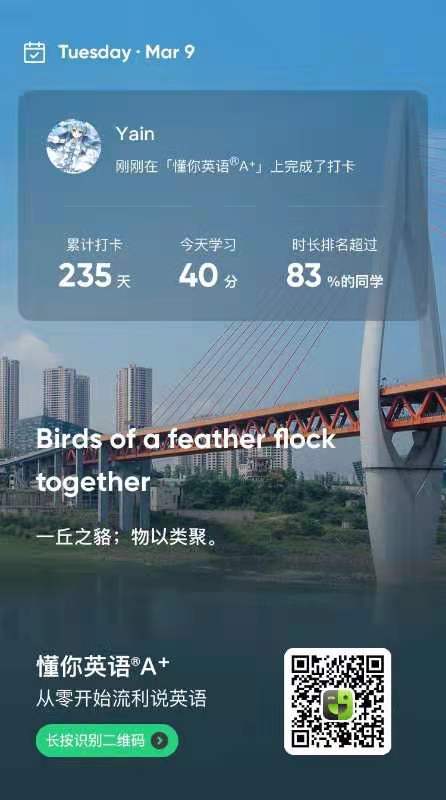 Tuesday · Mar 9
Yain
刚刚在「懂你英语®A⁺」上完成了打卡
累计打卡
今天学习
时长排名超过
235 天
40 分
83 %的同学
Birds of a feather flock
together
一丘之貉；物以类聚。
懂你英语®A⁺
从零开始流利说英语
长按识别二维码